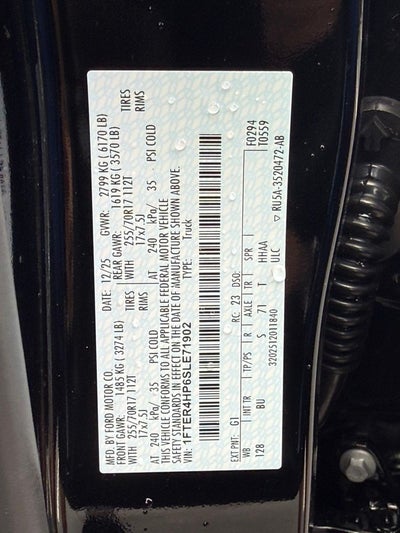 MFD. BY FORD MOTOR CO.
DATE: 12/25 GVWR: 2799 KG ( 6170 LB)
FRONT GAWR: 1485 KG ( 3274 LB) REAR GAWR: 1619 KG ( 3570 LB)
WITH 255/70R17 112T TIRES 255/70R17 112T TIRES
17x7.5J RIMS 17x7.5J RIMS
AT 240 kPa/ 35 PSI COLD AT 240 kPa/ 35 PSI COLD
THIS VEHICLE CONFORMS TO ALL APPLICABLE FEDERAL MOTOR VEHICLE
SAFETY STANDARDS IN EFFECT ON THE DATE OF MANUFACTURE SHOWN ABOVE.
VIN: 1FTER4HP6SLE71902 TYPE: Truck
F0294
T0559
EXT PNT: G1 RC: 23 DSO:
WB INT TR TP/PS R AXLE TR SPR
128 BU S 71 T HHAA
ULC
3202512011840 ▽ RU5A-3520472-AB